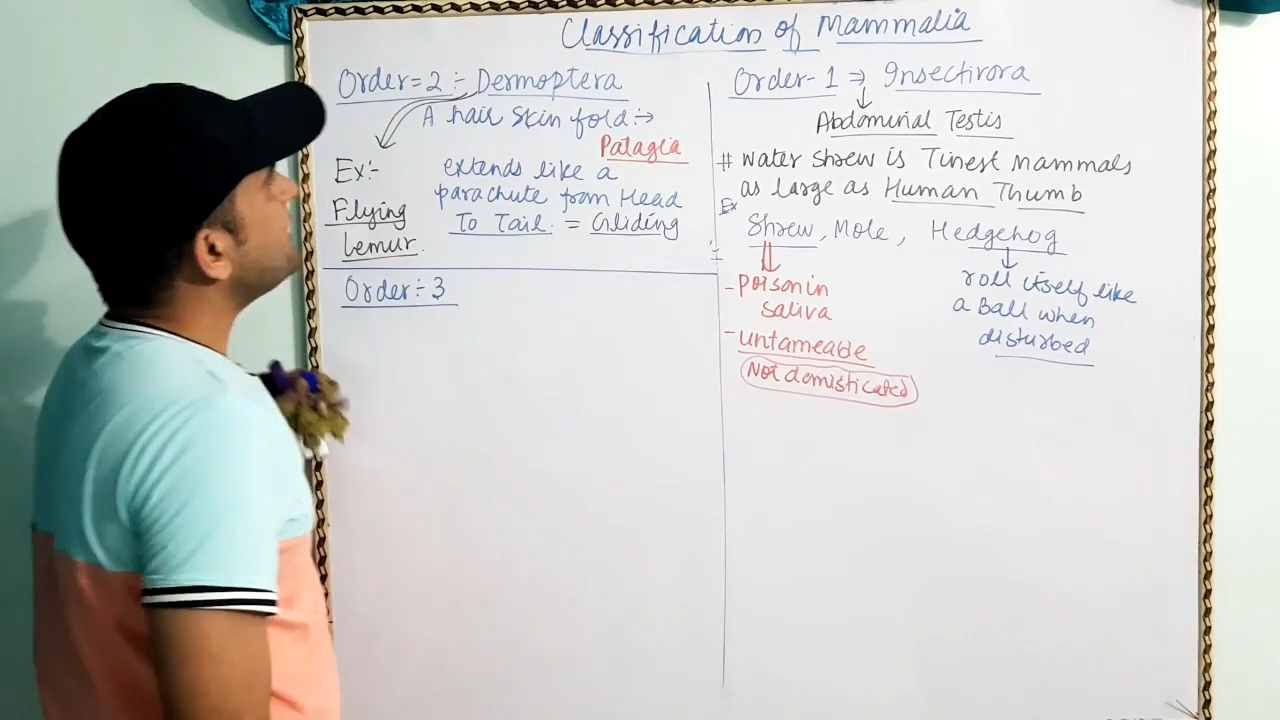 Classification of Mammalia
Order = 2 :- Dermoptera
A hair skin fold :->
Patagia
extends like a
parachute from Head
To Tail. = Gliding
Ex:-
Flying
Lemur.
Order ÷ 3
Order - 1 => Insectivora
Abdominal Testis
# Water Shrew is Tinest Mammals
as large as Human Thumb
Ex
Shrew, Mole, Hedgehog
- Poison in
saliva
- untameable
Not domisticated
roll itself like
a Ball when
disturbed